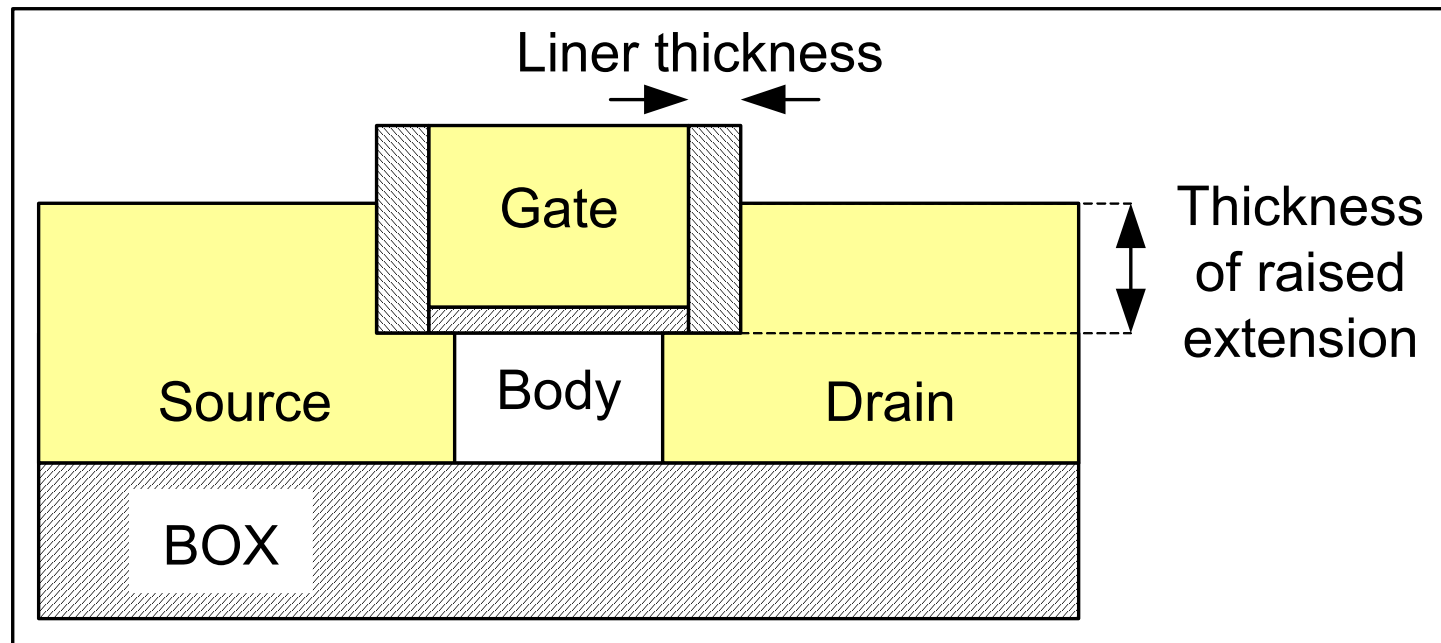 Liner thickness
Gate
Thickness
of raised
extension
Source
Body
Drain
BOX